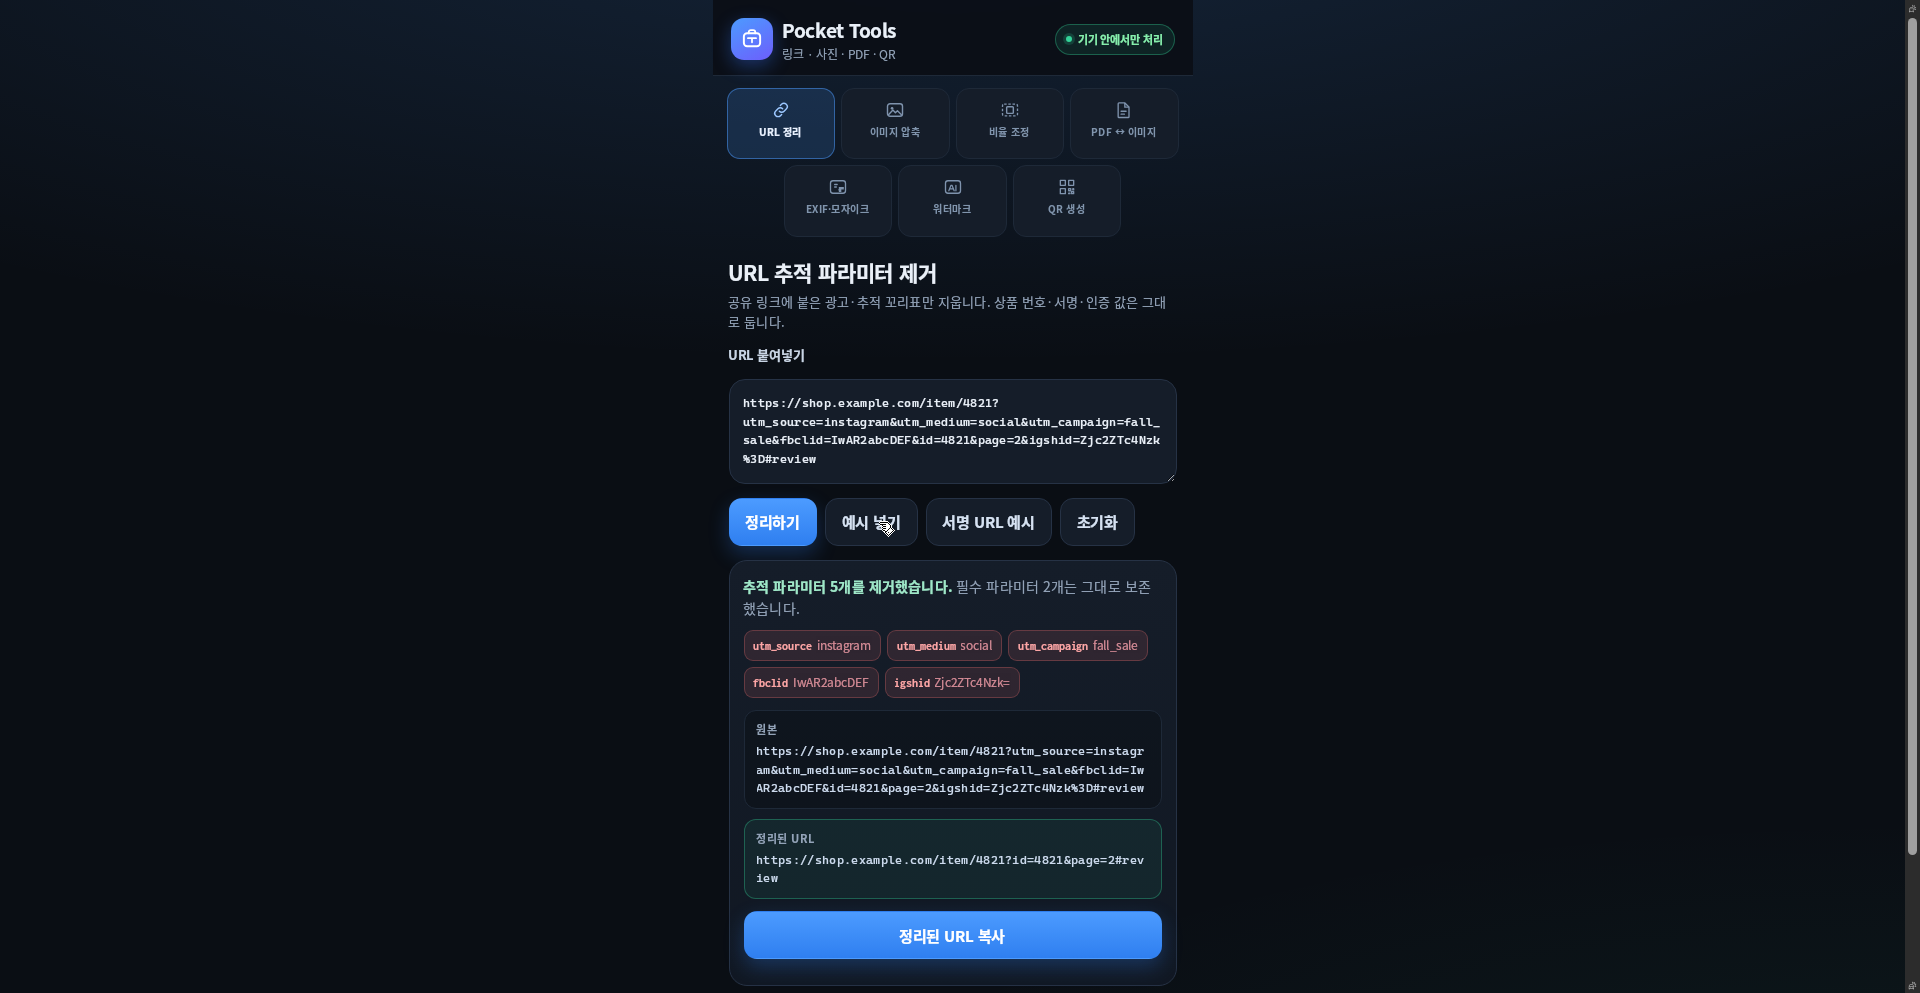 Pocket Tools
링크 · 사진 · PDF · QR
기기 안에서만 처리
URL 정리
이미지 압축
비율 조정
PDF ↔ 이미지
EXIF·모자이크
AI
워터마크
QR 생성
URL 추적 파라미터 제거
공유 링크에 붙은 광고·추적 꼬리표만 지웁니다. 상품 번호·서명·인증 값은 그대
로 둡니다.
URL 붙여넣기
https://shop.example.com/item/4821?
utm_source=instagram&utm_medium=social&utm_campaign=fall_
sale&fbclid=IwAR2abcDEF&id=4821&page=2&igshid=Zjc2ZTc4Nzk
%3D#review
정리하기
예시 넣기
서명 URL 예시
초기화
추적 파라미터 5개를 제거했습니다. 필수 파라미터 2개는 그대로 보존
했습니다.
utm_source instagram
utm_medium social
utm_campaign fall_sale
fbclid IwAR2abcDEF
igshid Zjc2ZTc4Nzk=
원본
https://shop.example.com/item/4821?utm_source=instagr
am&utm_medium=social&utm_campaign=fall_sale&fbclid=Iw
AR2abcDEF&id=4821&page=2&igshid=Zjc2ZTc4Nzk%3D#review
정리된 URL
https://shop.example.com/item/4821?id=4821&page=2#rev
iew
정리된 URL 복사